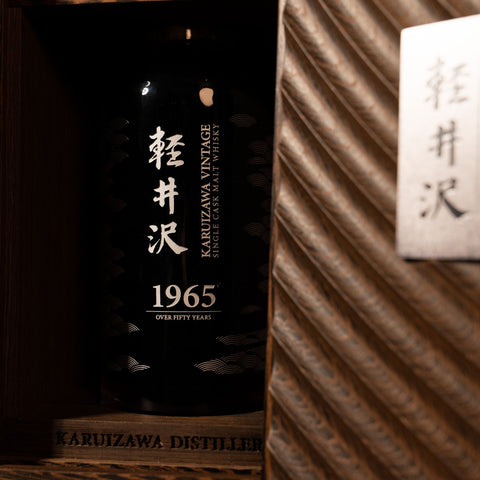 軽井沢
KARUIZAWA VINTAGE
SINGLE CASK MALT WHISKY
1965
OVER FIFTY YEARS
KARUIZAWA DISTILLER
軽井沢